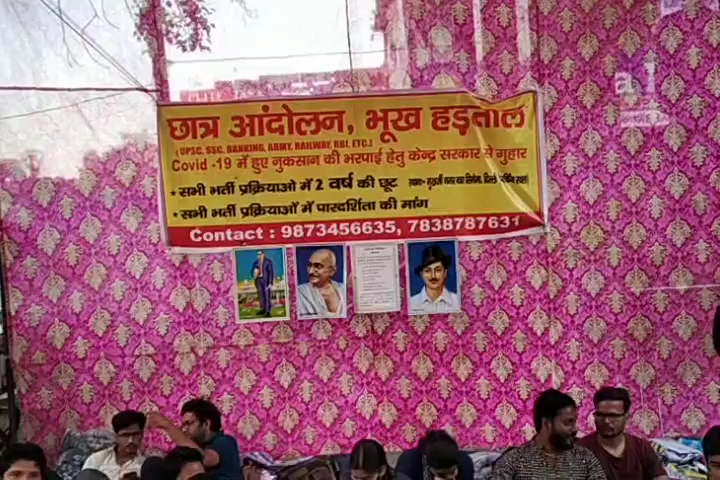 छात्र आंदोलन, भूख हड़ताल
(UPSC, SSC, BANKING, ARMY, RAILWAY, RBI, ETC.)
Covid -19 में हुए नुकसान की भरपाई हेतु केन्द्र सरकार से गुहार
* सभी भर्ती प्रक्रियाओ में 2 वर्ष की छूट
* सभी भर्ती प्रक्रियाओं में पारदर्शिता की मांग
Contact : 9873456635, 7838787631